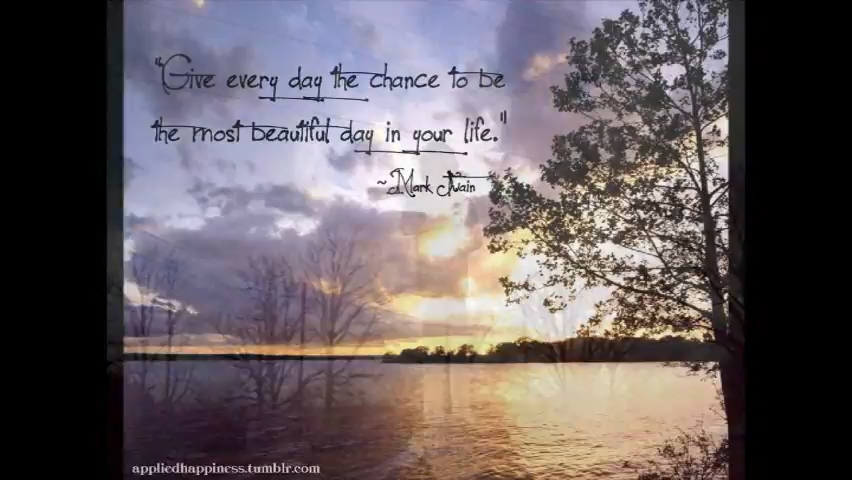 "Give every day the chance to be
the most beautiful day in your life."
~Mark Twain
appliedhappiness.tumblr.com